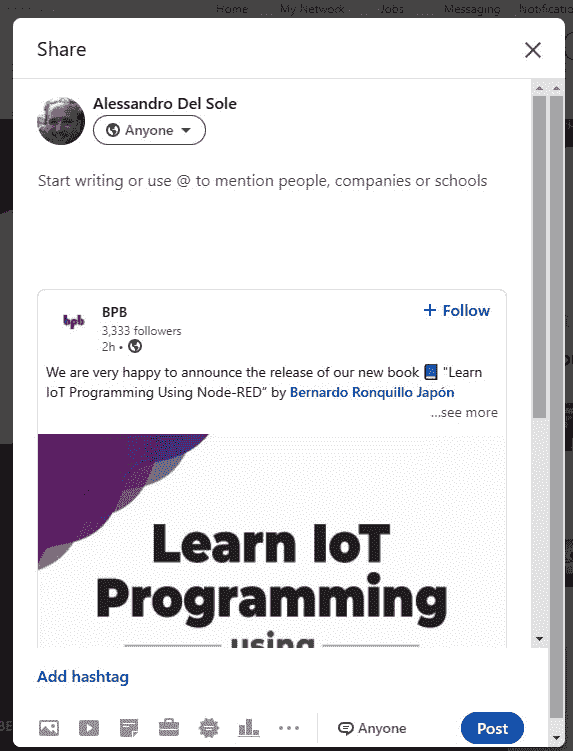 Home My Network Jobs Messaging Notificatio
Share
Alessandro Del Sole
Anyone
Start writing or use @ to mention people, companies or schools
bpb
BPB
+ Follow
3,333 followers
2h •
We are very happy to announce the release of our new book 📘 "Learn
IoT Programming Using Node-RED" by Bernardo Ronquillo Japón
...see more
Learn IoT
Programming
using
Add hashtag
Anyone
Post